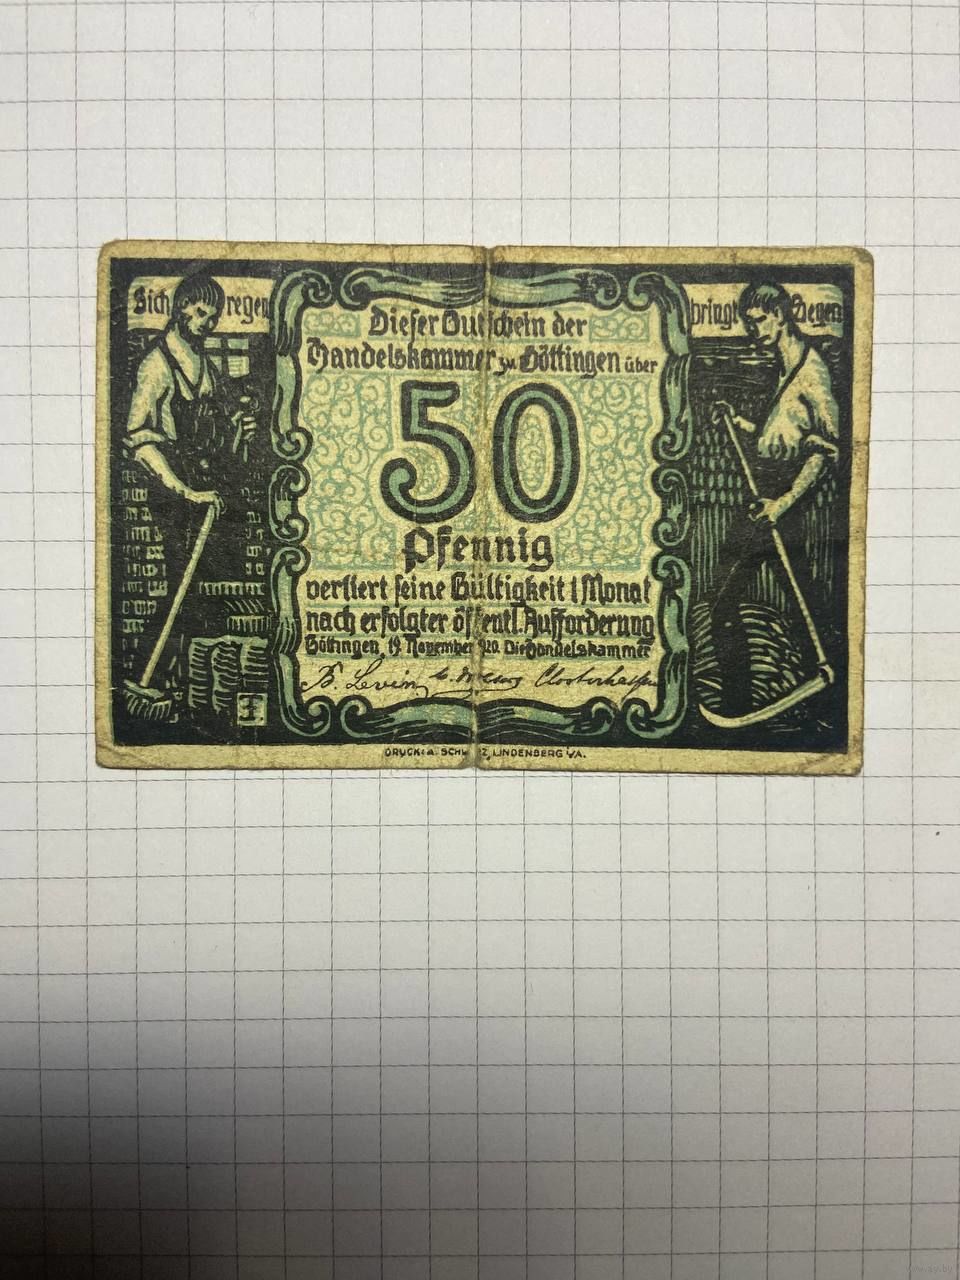 Sich regen bringt Segen
Dieser Gutschein der
Handelskammer zu Göttingen über
50
Pfennig
verliert seine Gültigkeit 1 Monat
nach erfolgter öffentl. Aufforderung
Göttingen, 19. November 1920. Die Handelskammer
B. Levin
DRUCK: A. SCHWARZ, LINDENBERG i/A.